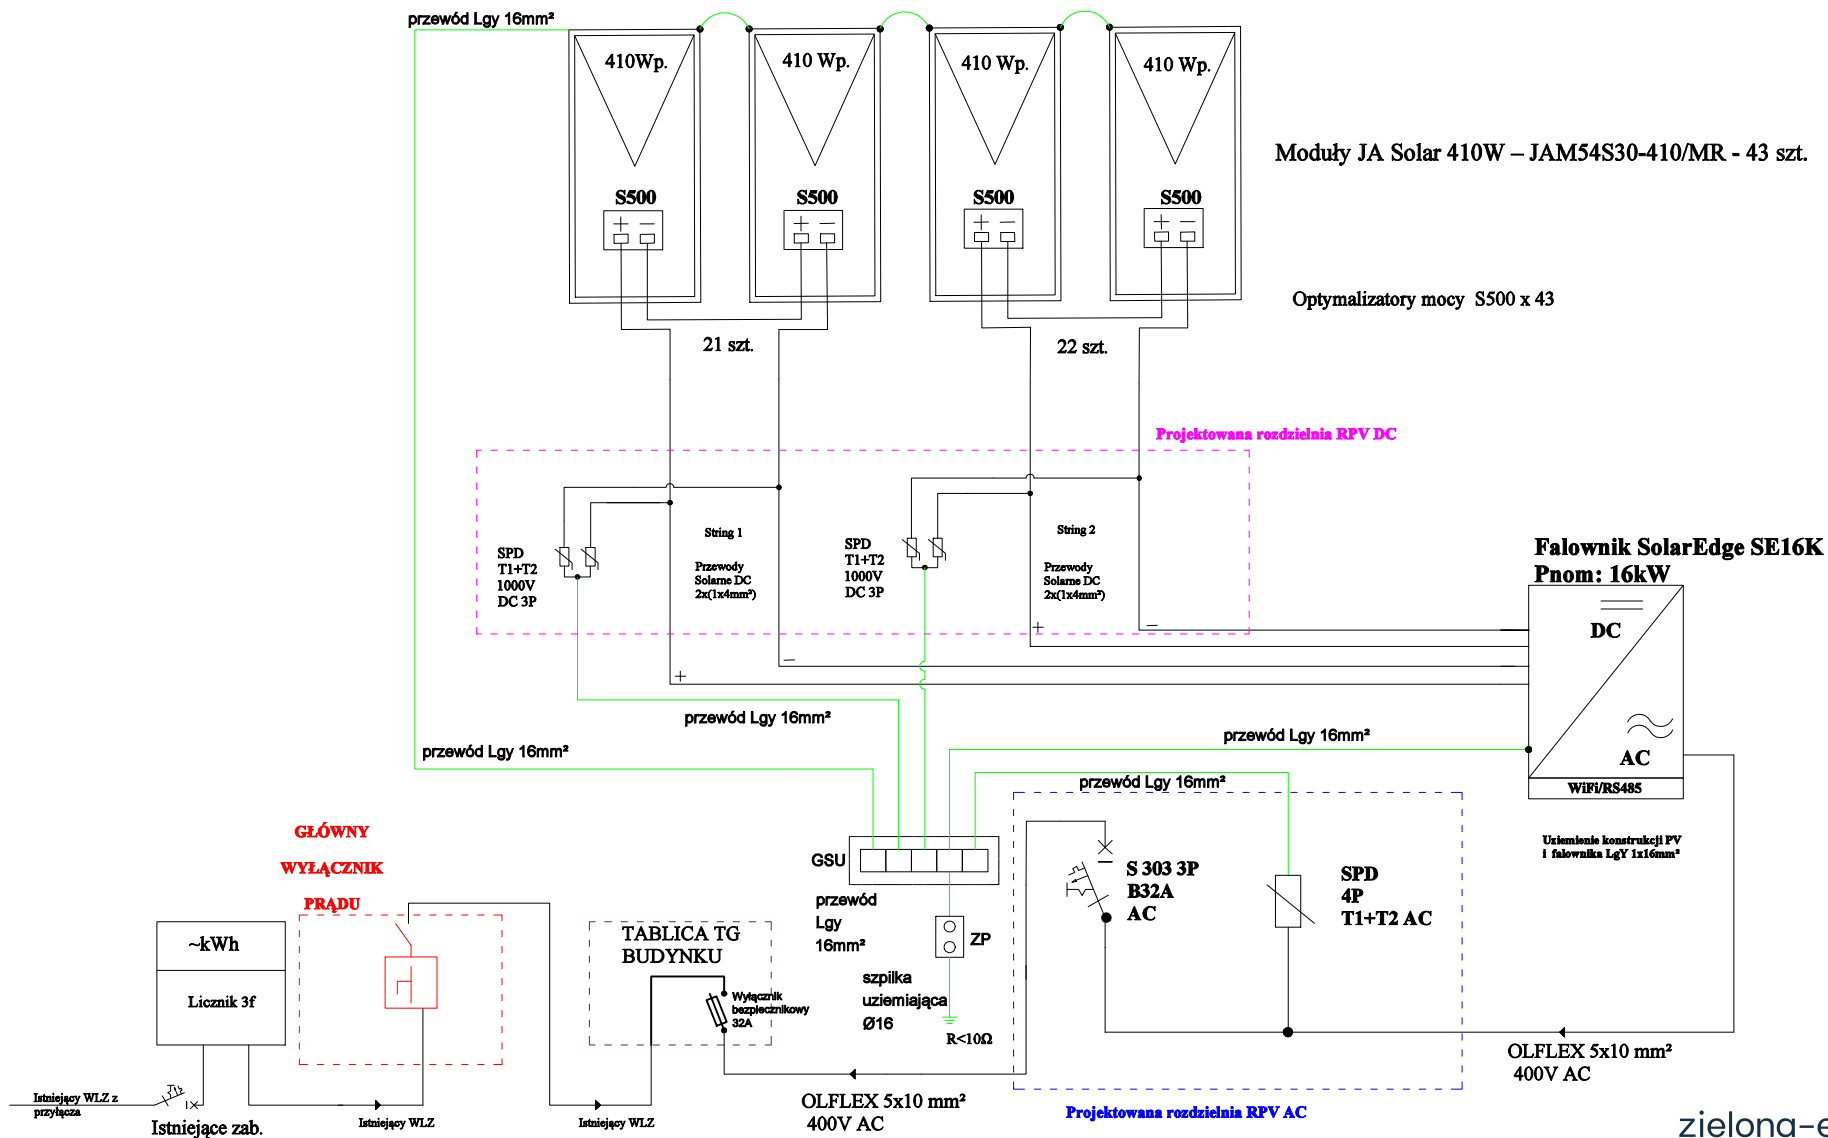 przewód Lgy 16mm²
410Wp.
410 Wp.
410 Wp.
410 Wp.
Moduły JA Solar 410W – JAM54S30-410/MR - 43 szt.
S500
S500
S500
S500
+ −
+ −
+ −
+ −
Optymalizatory mocy S500 x 43
21 szt.
22 szt.
Projektowana rozdzielnia RPV DC
SPD
T1+T2
1000V
DC 3P
String 1
Przewody
Solarne DC
2x(1x4mm²)
SPD
T1+T2
1000V
DC 3P
String 2
Przewody
Solarne DC
2x(1x4mm²)
Falownik SolarEdge SE16K
Pnom: 16kW
DC
AC
WiFi/RS485
+
−
+
−
przewód Lgy 16mm²
przewód Lgy 16mm²
przewód Lgy 16mm²
przewód Lgy 16mm²
Uziemienie konstrukcji PV
i falownika LgY 1x16mm²
GŁÓWNY
WYŁĄCZNIK
PRĄDU
GSU
przewód
Lgy
16mm²
ZP
szpilka
uziemiająca
Ø16
R<10Ω
S 303 3P
B32A
AC
SPD
4P
T1+T2 AC
~kWh
Licznik 3f
TABLICA TG
BUDYNKU
Wyłącznik
bezpiecznikowy
32A
OLFLEX 5x10 mm²
400V AC
Istniejący WLZ z
przyłącza
Istniejące zab.
Istniejący WLZ
Istniejący WLZ
OLFLEX 5x10 mm²
400V AC
Projektowana rozdzielnia RPV AC
zielona-e